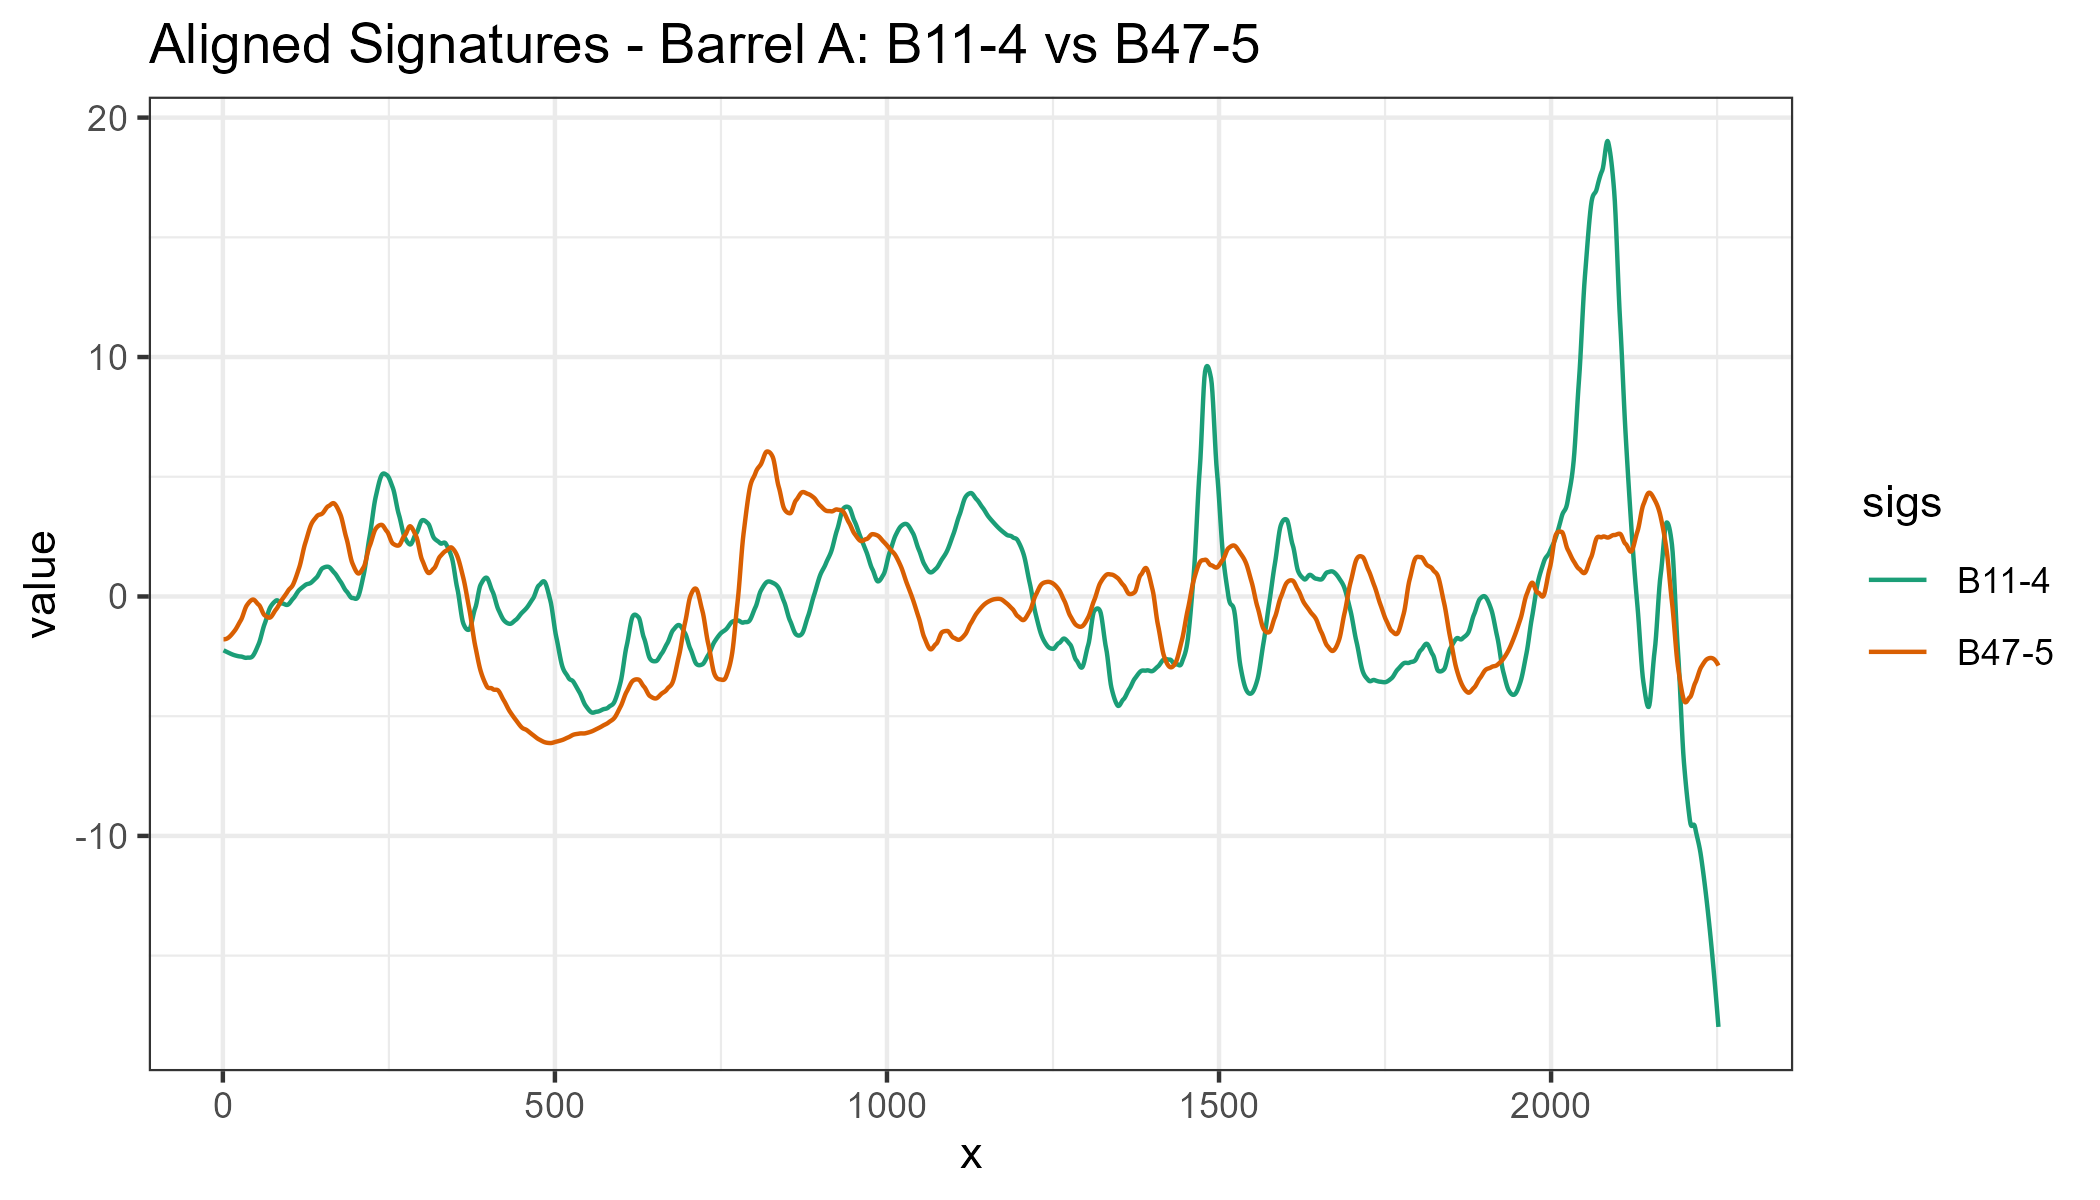 Aligned Signatures - Barrel A: B11-4 vs B47-5
20
10
0
-10
value
0 500 1000 1500 2000
x
sigs
B11-4
B47-5